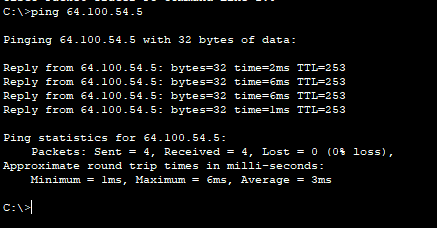 C:\>ping 64.100.54.5
Pinging 64.100.54.5 with 32 bytes of data:
Reply from 64.100.54.5: bytes=32 time=2ms TTL=253
Reply from 64.100.54.5: bytes=32 time=6ms TTL=253
Reply from 64.100.54.5: bytes=32 time=6ms TTL=253
Reply from 64.100.54.5: bytes=32 time=1ms TTL=253
Ping statistics for 64.100.54.5:
Packets: Sent = 4, Received = 4, Lost = 0 (0% loss),
Approximate round trip times in milli-seconds:
Minimum = 1ms, Maximum = 6ms, Average = 3ms
C:\>